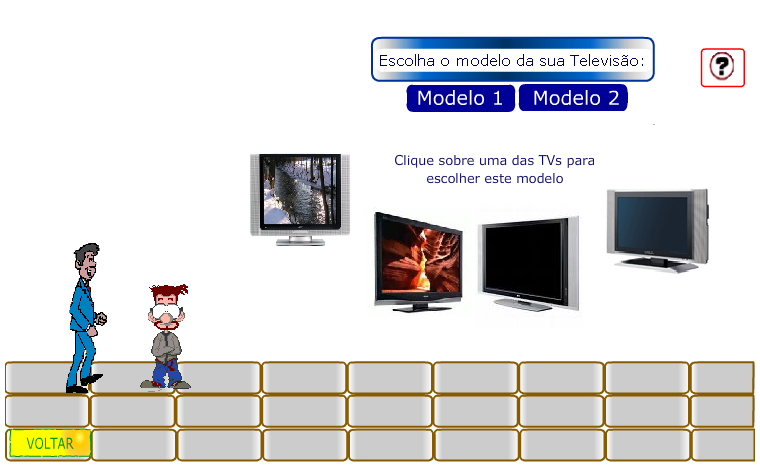 Escolha o modelo da sua Televisão:
?
Modelo 1 Modelo 2
Clique sobre uma das TVs para
escolher este modelo
VOLTAR